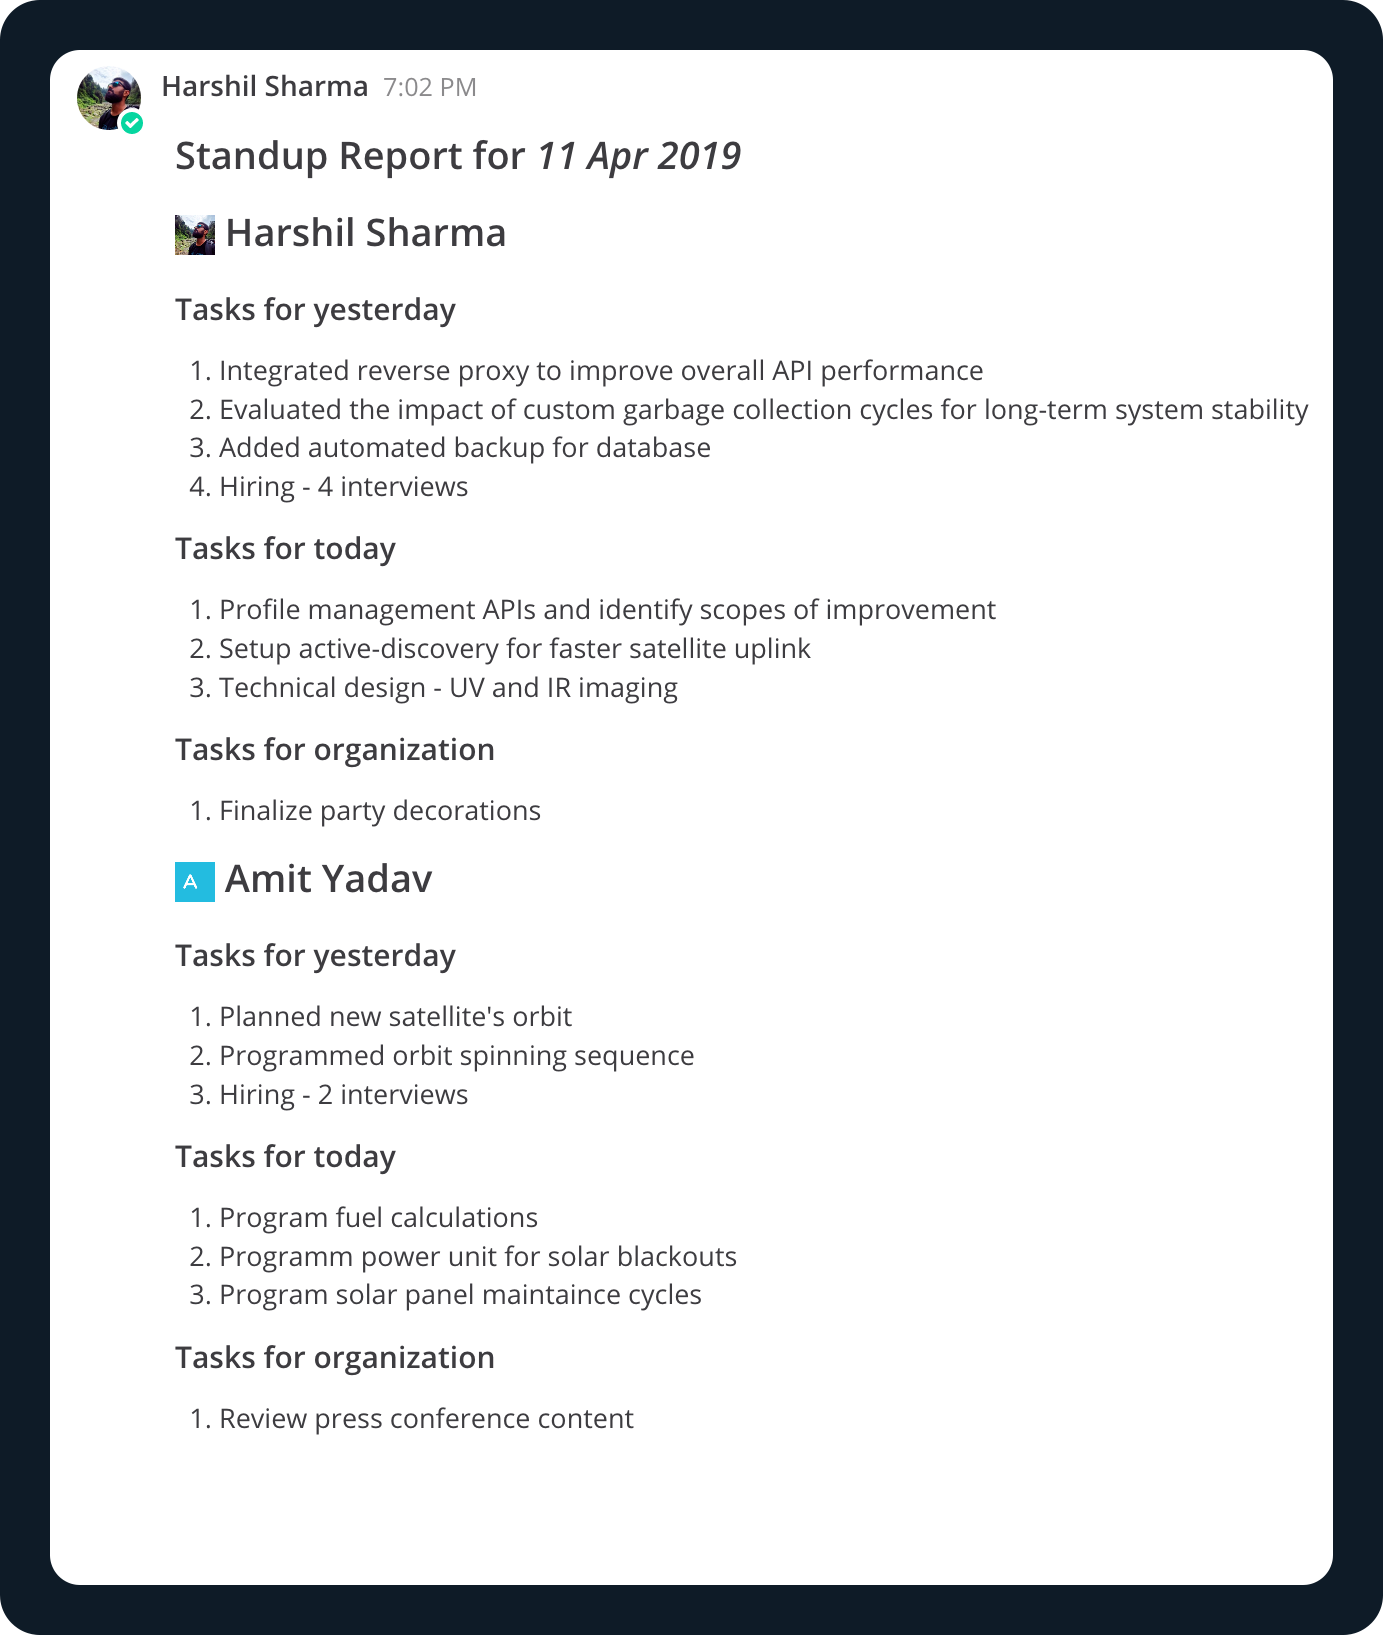 Harshil Sharma 7:02 PM
Standup Report for 11 Apr 2019
Harshil Sharma
Tasks for yesterday
1. Integrated reverse proxy to improve overall API performance
2. Evaluated the impact of custom garbage collection cycles for long-term system stability
3. Added automated backup for database
4. Hiring - 4 interviews
Tasks for today
1. Profile management APIs and identify scopes of improvement
2. Setup active-discovery for faster satellite uplink
3. Technical design - UV and IR imaging
Tasks for organization
1. Finalize party decorations
A Amit Yadav
Tasks for yesterday
1. Planned new satellite's orbit
2. Programmed orbit spinning sequence
3. Hiring - 2 interviews
Tasks for today
1. Program fuel calculations
2. Programm power unit for solar blackouts
3. Program solar panel maintaince cycles
Tasks for organization
1. Review press conference content